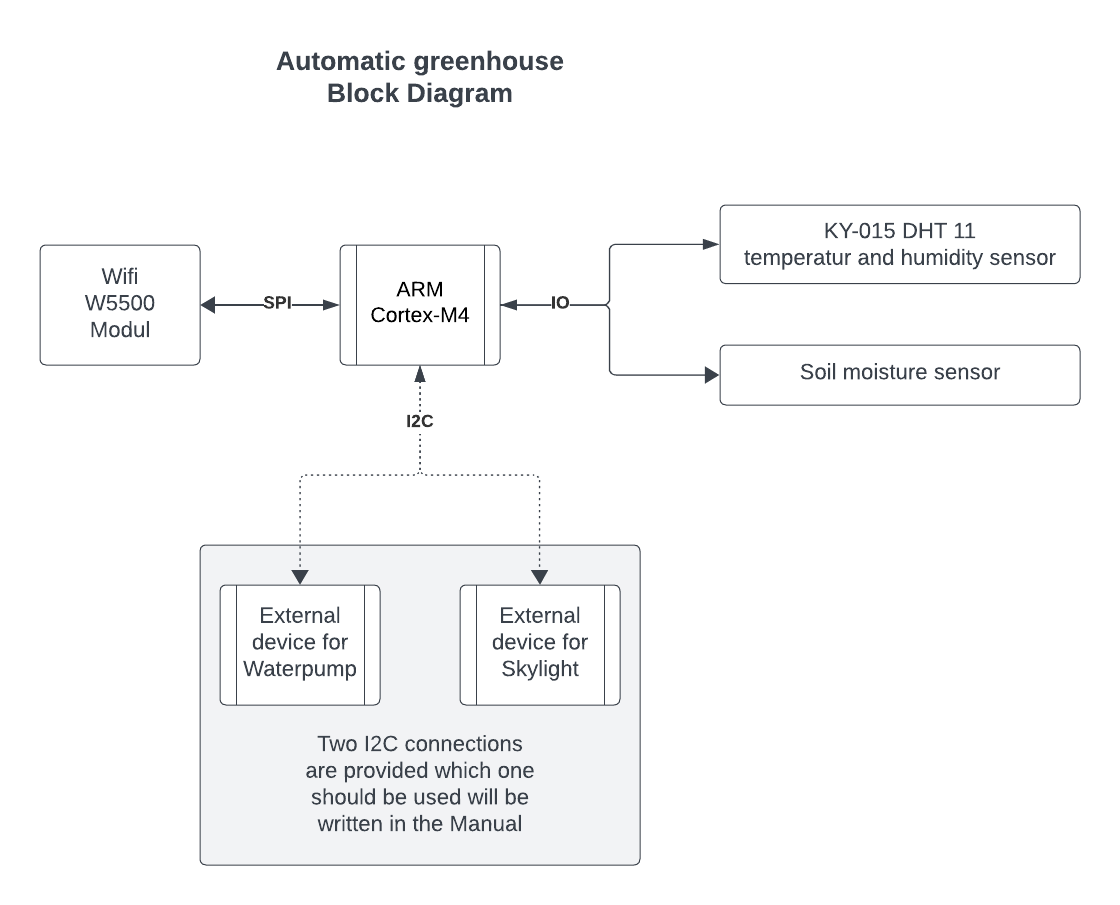 Automatic greenhouse
Block Diagram
KY-015 DHT 11
temperatur and humidity sensor
Wifi
W5500
Modul
SPI
ARM
Cortex-M4
IO
Soil moisture sensor
I2C
External
device for
Waterpump
External
device for
Skylight
Two I2C connections
are provided which one
should be used will be
written in the Manual